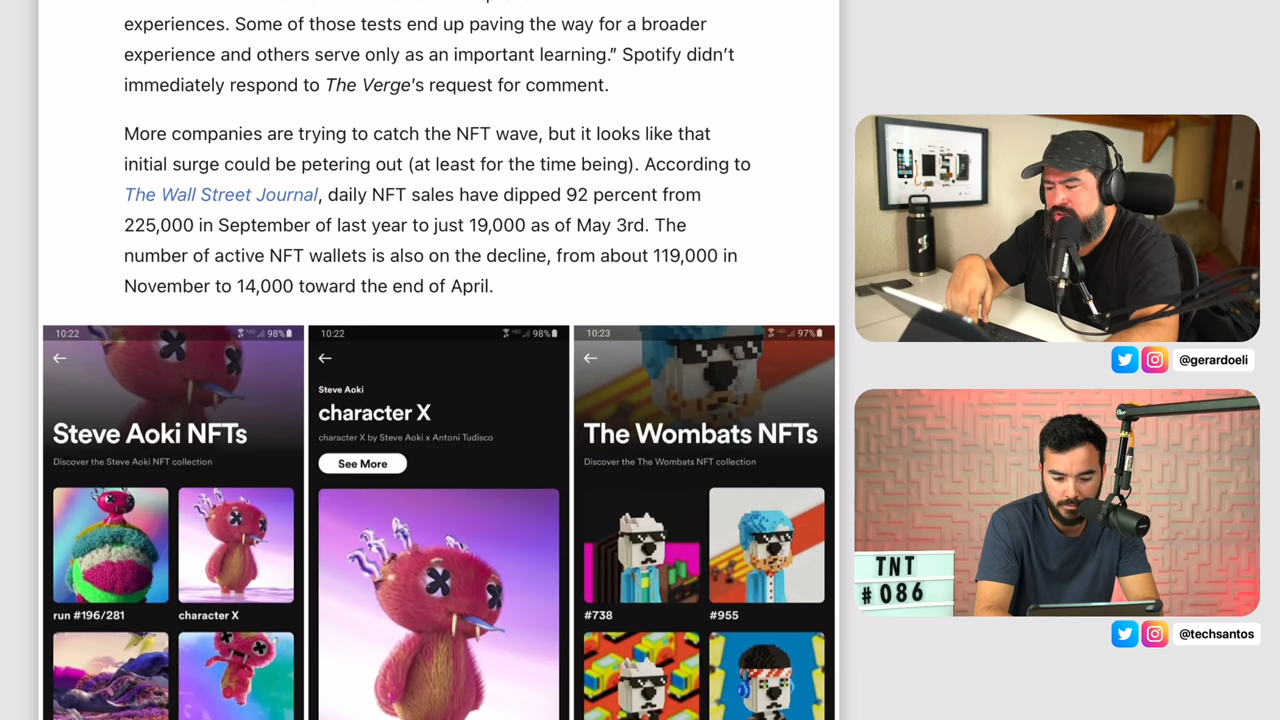 experiences. Some of those tests end up paving the way for a broader
experience and others serve only as an important learning.” Spotify didn’t
immediately respond to The Verge’s request for comment.
More companies are trying to catch the NFT wave, but it looks like that
initial surge could be petering out (at least for the time being). According to
The Wall Street Journal, daily NFT sales have dipped 92 percent from
225,000 in September of last year to just 19,000 as of May 3rd. The
number of active NFT wallets is also on the decline, from about 119,000 in
November to 14,000 toward the end of April.
10:22
98%
Steve Aoki NFTs
Discover the Steve Aoki NFT collection
run #196/281
character X
10:22
98%
Steve Aoki
character X
character X by Steve Aoki x Antoni Tudisco
See More
10:23
97%
The Wombats NFTs
Discover the The Wombats NFT collection
#738
#955
@gerardoeli
TNT
#086
@techsantos